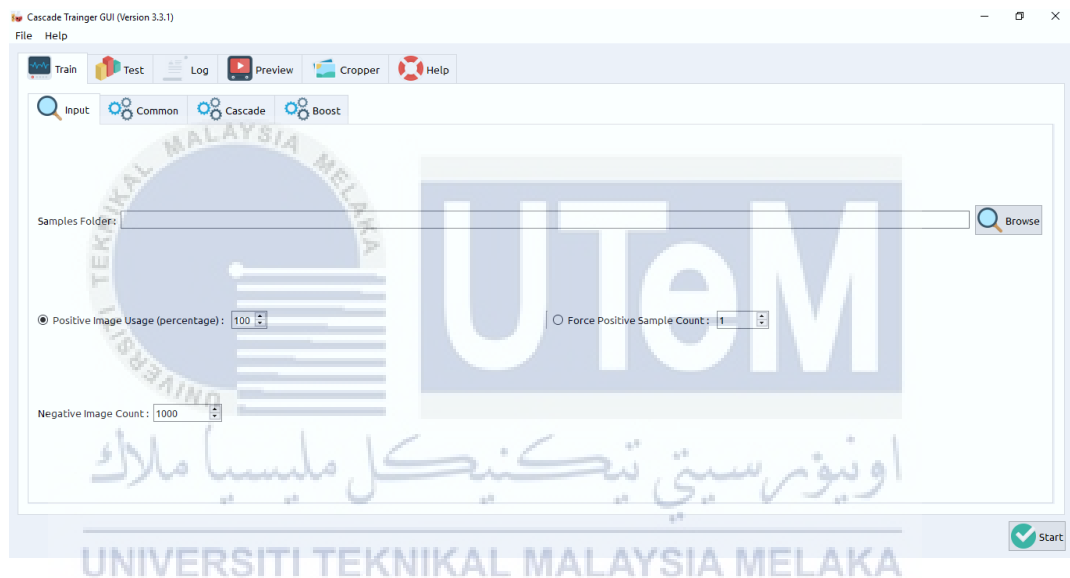 Cascade Trainger GUI (Version 3.3.1)
File Help
Train Test Log Preview Cropper Help
Input Common Cascade Boost
Samples Folder: Browse
Positive Image Usage (percentage): 100 Force Positive Sample Count: 1
Negative Image Count: 1000
Start
UNIVERSITI TEKNIKAL MALAYSIA MELAKA
UTeM
اونيۏرسيتي تيكنيكل مليسيا ملاك
UNIVERSITI TEKNIKAL MALAYSIA MELAKA